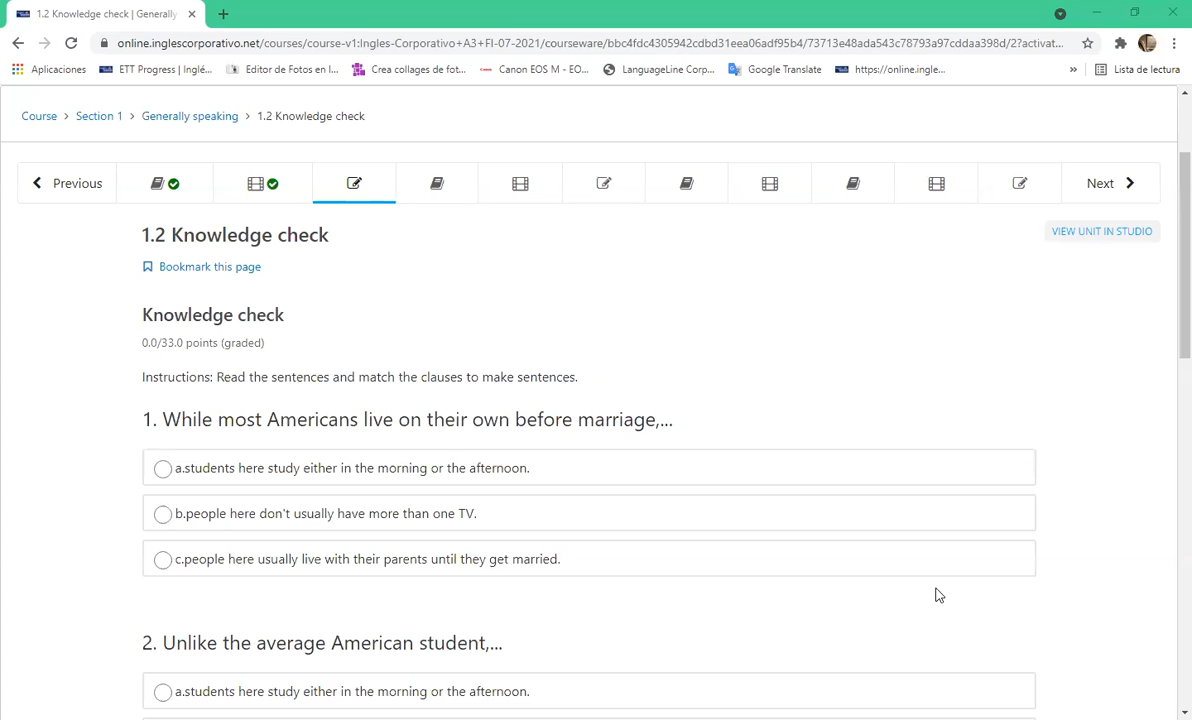 1.2 Knowledge check | Generally
online.inglescorporativo.net/courses/course-v1:Ingles-Corporativo+A3+FI-07-2021/courseware/bbc4fdc4305942cdbd31eea06adf95b4/73713e48ada543c78793a97cddaa398d/2?activat...
Aplicaciones ETT Progress | Inglé... Editor de Fotos en l... Crea collages de fot... Canon EOS M - EO... LanguageLine Corp... Google Translate https://online.ingle... » Lista de lectura
Course > Section 1 > Generally speaking > 1.2 Knowledge check
Previous Next
1.2 Knowledge check
VIEW UNIT IN STUDIO
Bookmark this page
Knowledge check
0.0/33.0 points (graded)
Instructions: Read the sentences and match the clauses to make sentences.
1. While most Americans live on their own before marriage,...
a.students here study either in the morning or the afternoon.
b.people here don't usually have more than one TV.
c.people here usually live with their parents until they get married.
2. Unlike the average American student,...
a.students here study either in the morning or the afternoon.